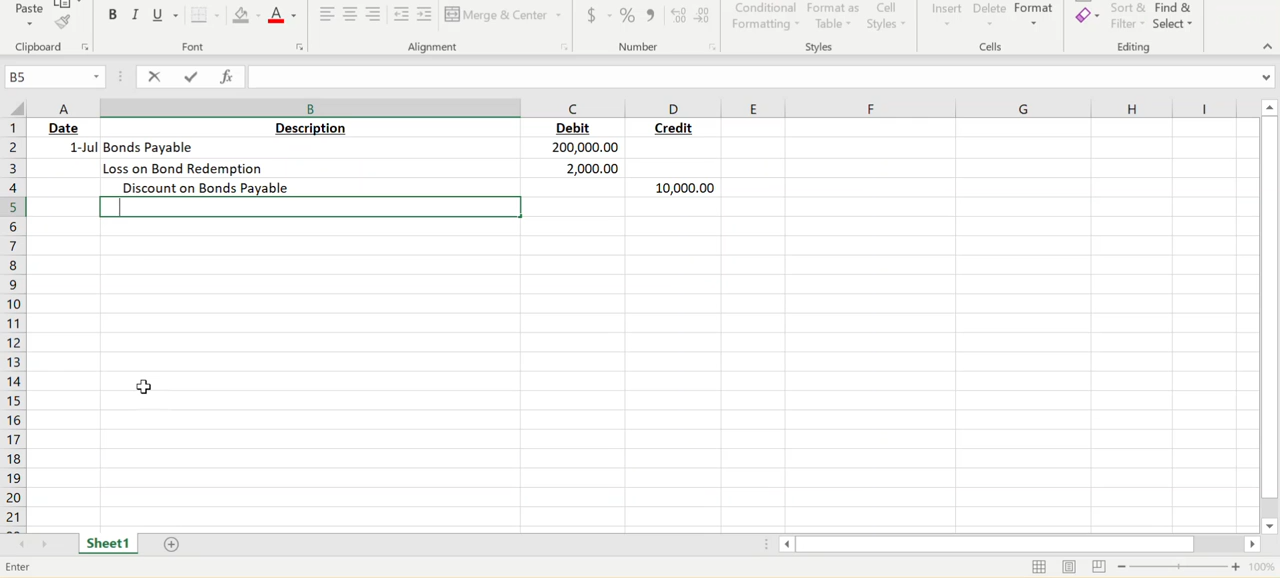 Paste
Clipboard
B I U A
Font
Merge & Center
Alignment
$ % ,
Number
Conditional Formatting
Format as Table
Cell Styles
Styles
Insert Delete Format
Cells
Sort & Filter
Find & Select
Editing
B5
fx
A B C D E F G H I
1 Date Description Debit Credit
2 1-Jul Bonds Payable 200,000.00
3 Loss on Bond Redemption 2,000.00
4 Discount on Bonds Payable 10,000.00
5
6
7
8
9
10
11
12
13
14
15
16
17
18
19
20
21
Sheet1
Enter
100%